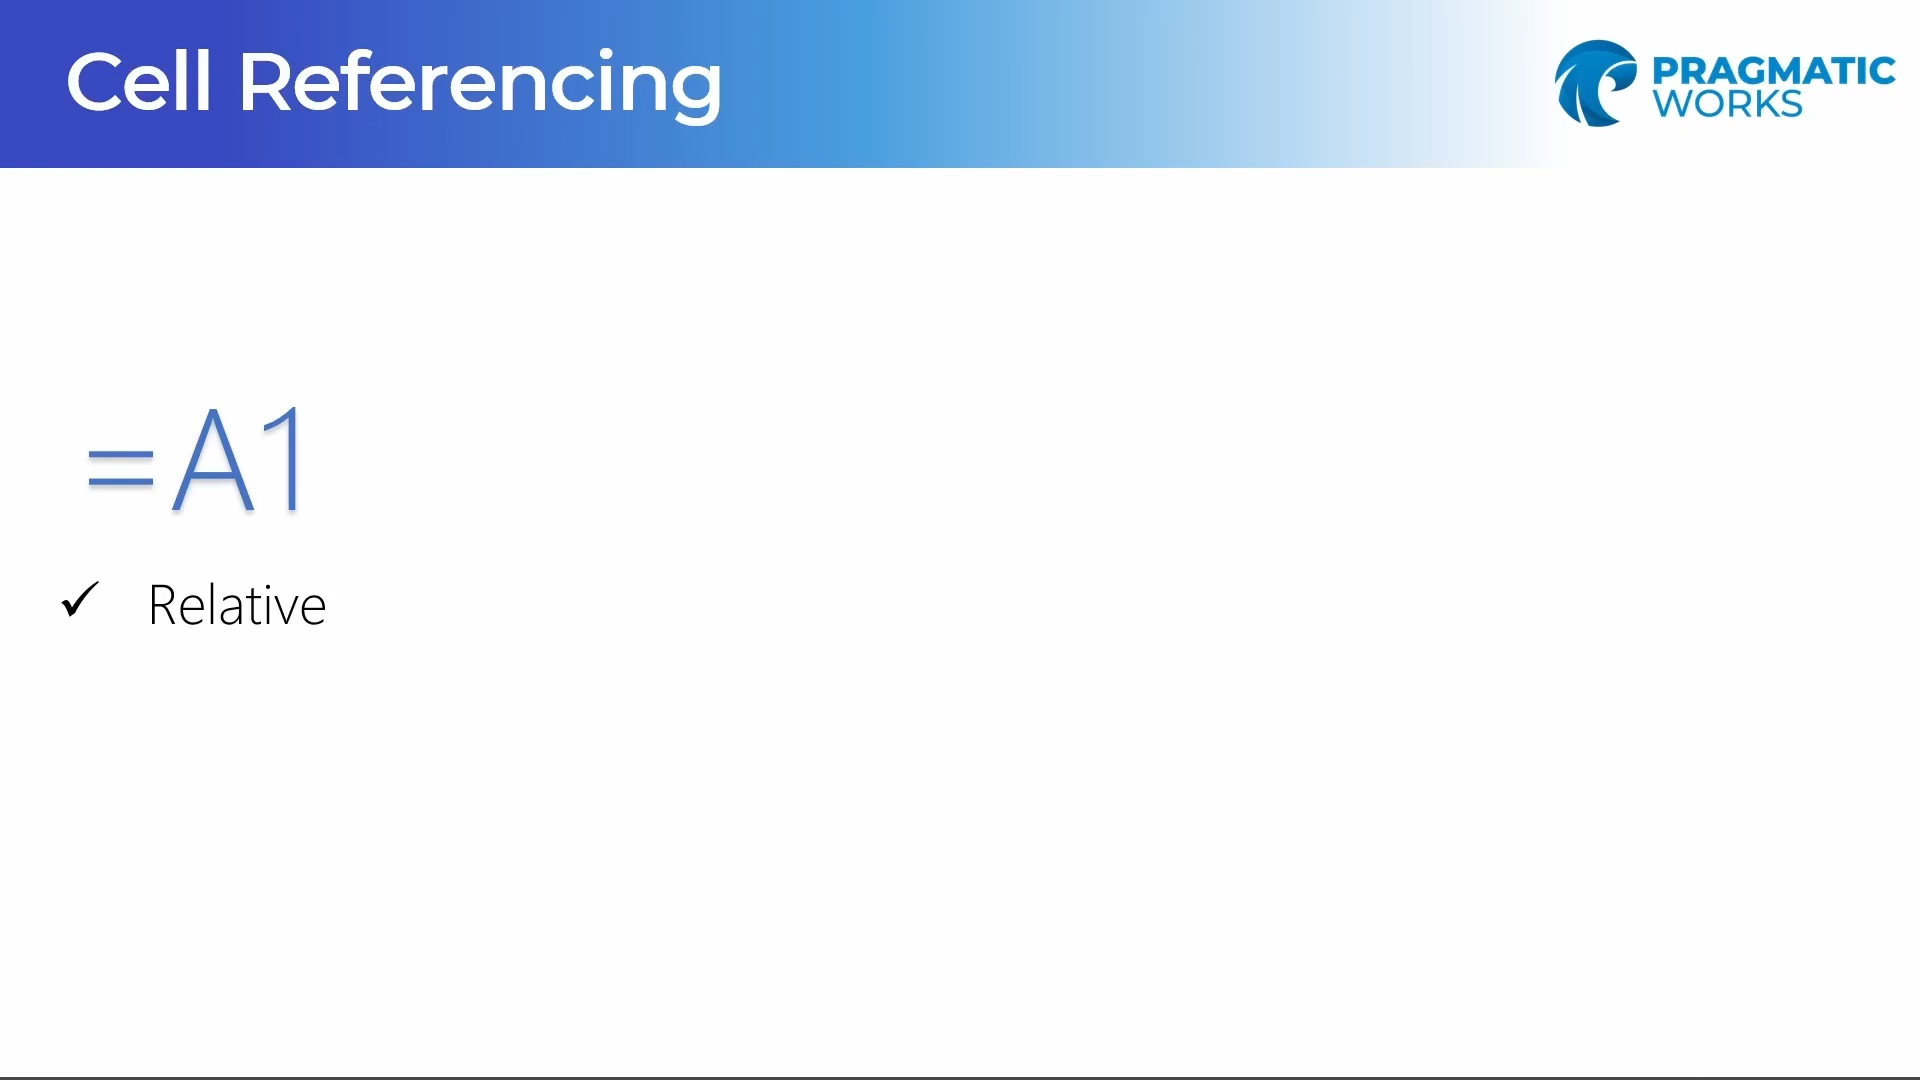 Cell Referencing
PRAGMATIC
WORKS
=A1
✓ Relative